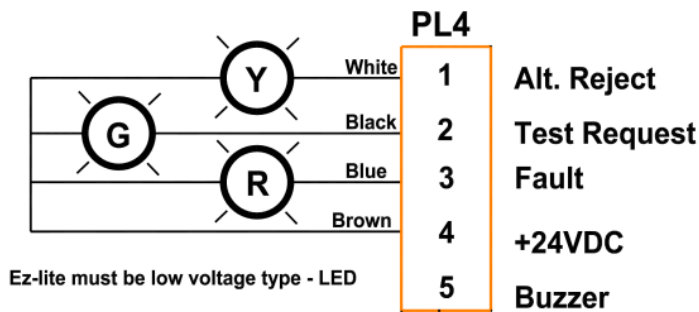 PL4
Y White 1 Alt. Reject
G Black 2 Test Request
R Blue 3 Fault
Brown 4 +24VDC
Ez-lite must be low voltage type - LED
5 Buzzer